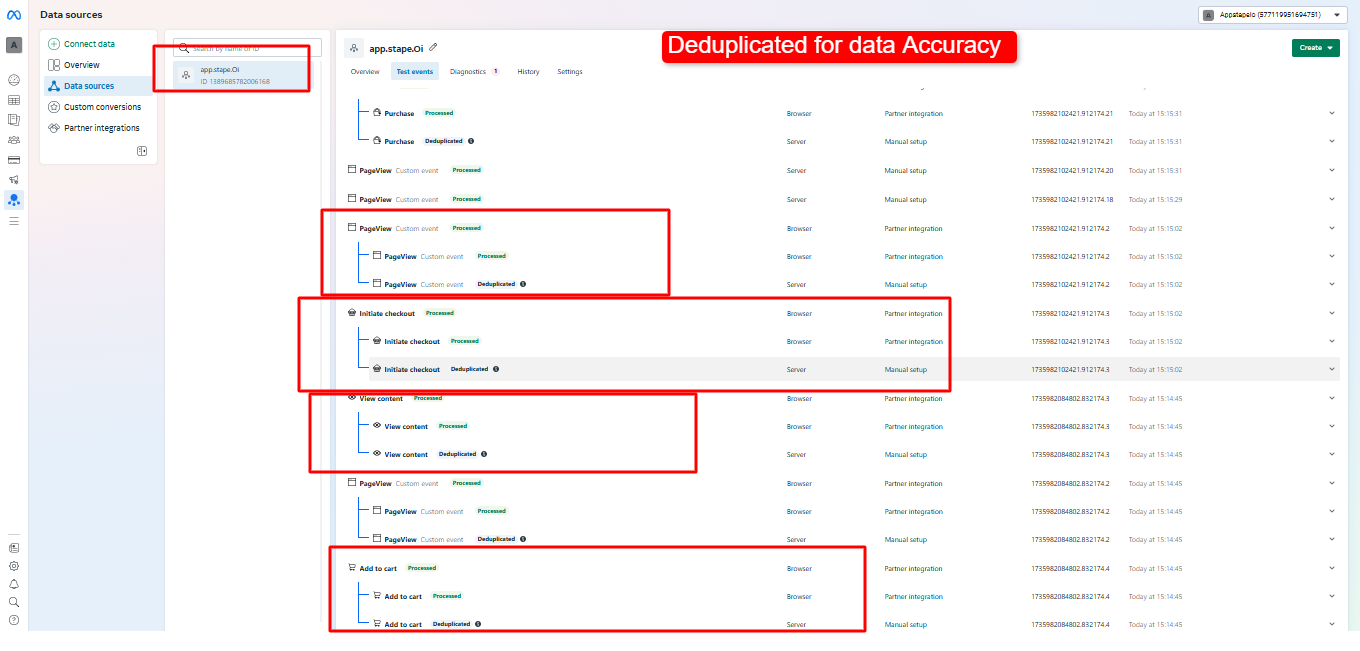 Data sources
Appstapeio (577119951694751)
A
A
Connect data
Overview
Data sources
Custom conversions
Partner integrations
Search by name or ID
app.stape.Oi
ID 1389685782006168
app.stape.Oi
Deduplicated for data Accuracy
Create
Overview Test events Diagnostics 1 History Settings
Purchase Processed Browser Partner integration 1735982102421.912174.21 Today at 15:15:31
Purchase Deduplicated Server Manual setup 1735982102421.912174.21 Today at 15:15:31
PageView Custom event Processed Server Manual setup 1735982102421.912174.20 Today at 15:15:31
PageView Custom event Processed Server Manual setup 1735982102421.912174.18 Today at 15:15:29
PageView Custom event Processed Browser Partner integration 1735982102421.912174.2 Today at 15:15:02
PageView Custom event Processed Browser Partner integration 1735982102421.912174.2 Today at 15:15:02
PageView Custom event Deduplicated Server Manual setup 1735982102421.912174.2 Today at 15:15:02
Initiate checkout Processed Browser Partner integration 1735982102421.912174.3 Today at 15:15:02
Initiate checkout Processed Browser Partner integration 1735982102421.912174.3 Today at 15:15:02
Initiate checkout Deduplicated Server Manual setup 1735982102421.912174.3 Today at 15:15:02
View content Processed Browser Partner integration 1735982084802.832174.3 Today at 15:14:45
View content Processed Browser Partner integration 1735982084802.832174.3 Today at 15:14:45
View content Deduplicated Server Manual setup 1735982084802.832174.3 Today at 15:14:45
PageView Custom event Processed Browser Partner integration 1735982084802.832174.2 Today at 15:14:45
PageView Custom event Processed Browser Partner integration 1735982084802.832174.2 Today at 15:14:45
PageView Custom event Deduplicated Server Manual setup 1735982084802.832174.2 Today at 15:14:45
Add to cart Processed Browser Partner integration 1735982084802.832174.4 Today at 15:14:45
Add to cart Processed Browser Partner integration 1735982084802.832174.4 Today at 15:14:45
Add to cart Deduplicated Server Manual setup 1735982084802.832174.4 Today at 15:14:45